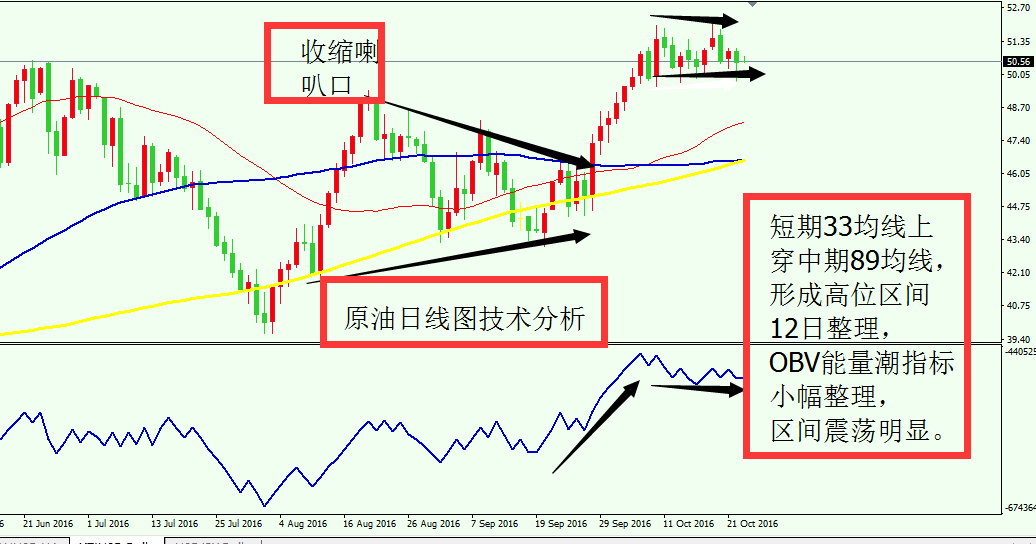 52.70
51.35
50.56
50.05
48.70
47.40
46.05
44.75
43.40
42.10
40.75
39.40
收缩喇
叭口
原油日线图技术分析
短期33均线上
穿中期89均线，
形成高位区间
12日整理，
OBV能量潮指标
小幅整理，
区间震荡明显。
-440525
-674364
21 Jun 2016
1 Jul 2016
13 Jul 2016
25 Jul 2016
4 Aug 2016
16 Aug 2016
26 Aug 2016
7 Sep 2016
19 Sep 2016
29 Sep 2016
11 Oct 2016
21 Oct 2016